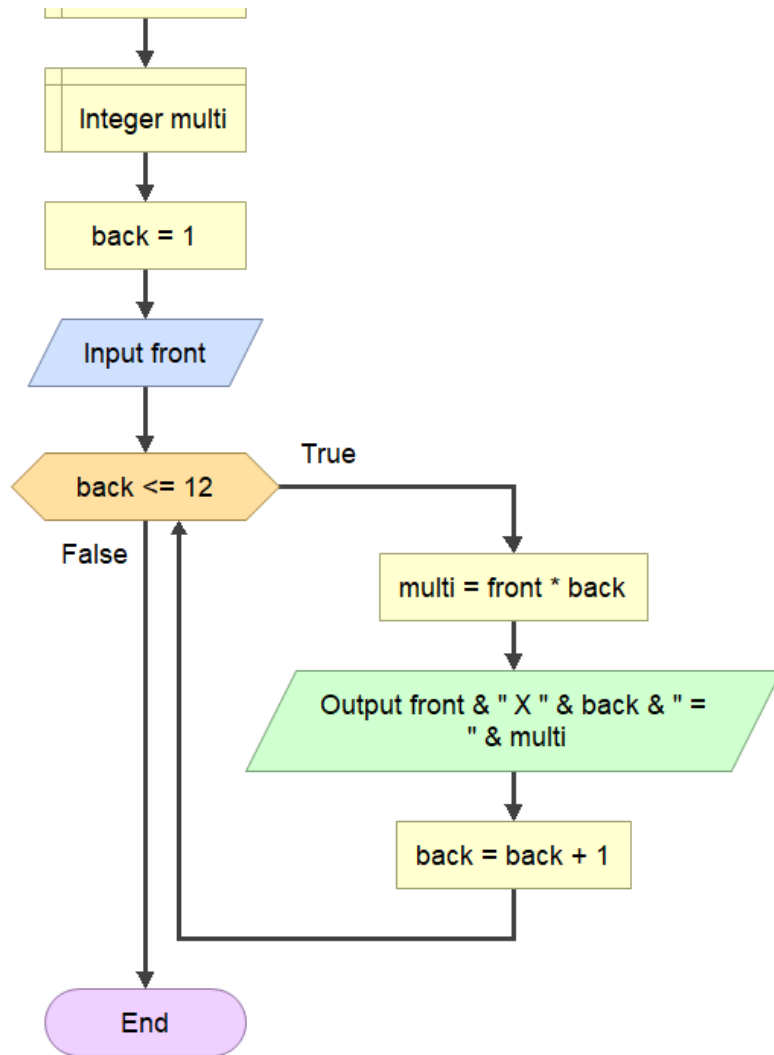 Integer multi
back = 1
Input front
back <= 12
True
False
multi = front * back
Output front & " X " & back & " =
" & multi
back = back + 1
End